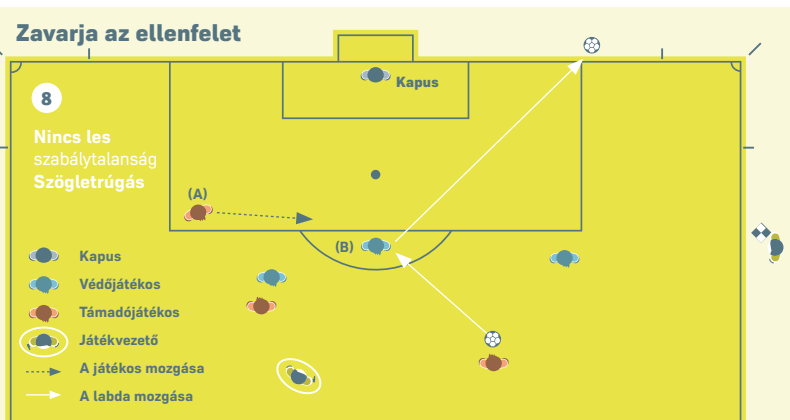 Zavarja az ellenfelet
Kapus
8
Nincs les
szabálytalanság
Szögletrúgás
(A)
(B)
Kapus
Védőjátékos
Támadójátékos
Játékvezető
A játékos mozgása
A labda mozgása